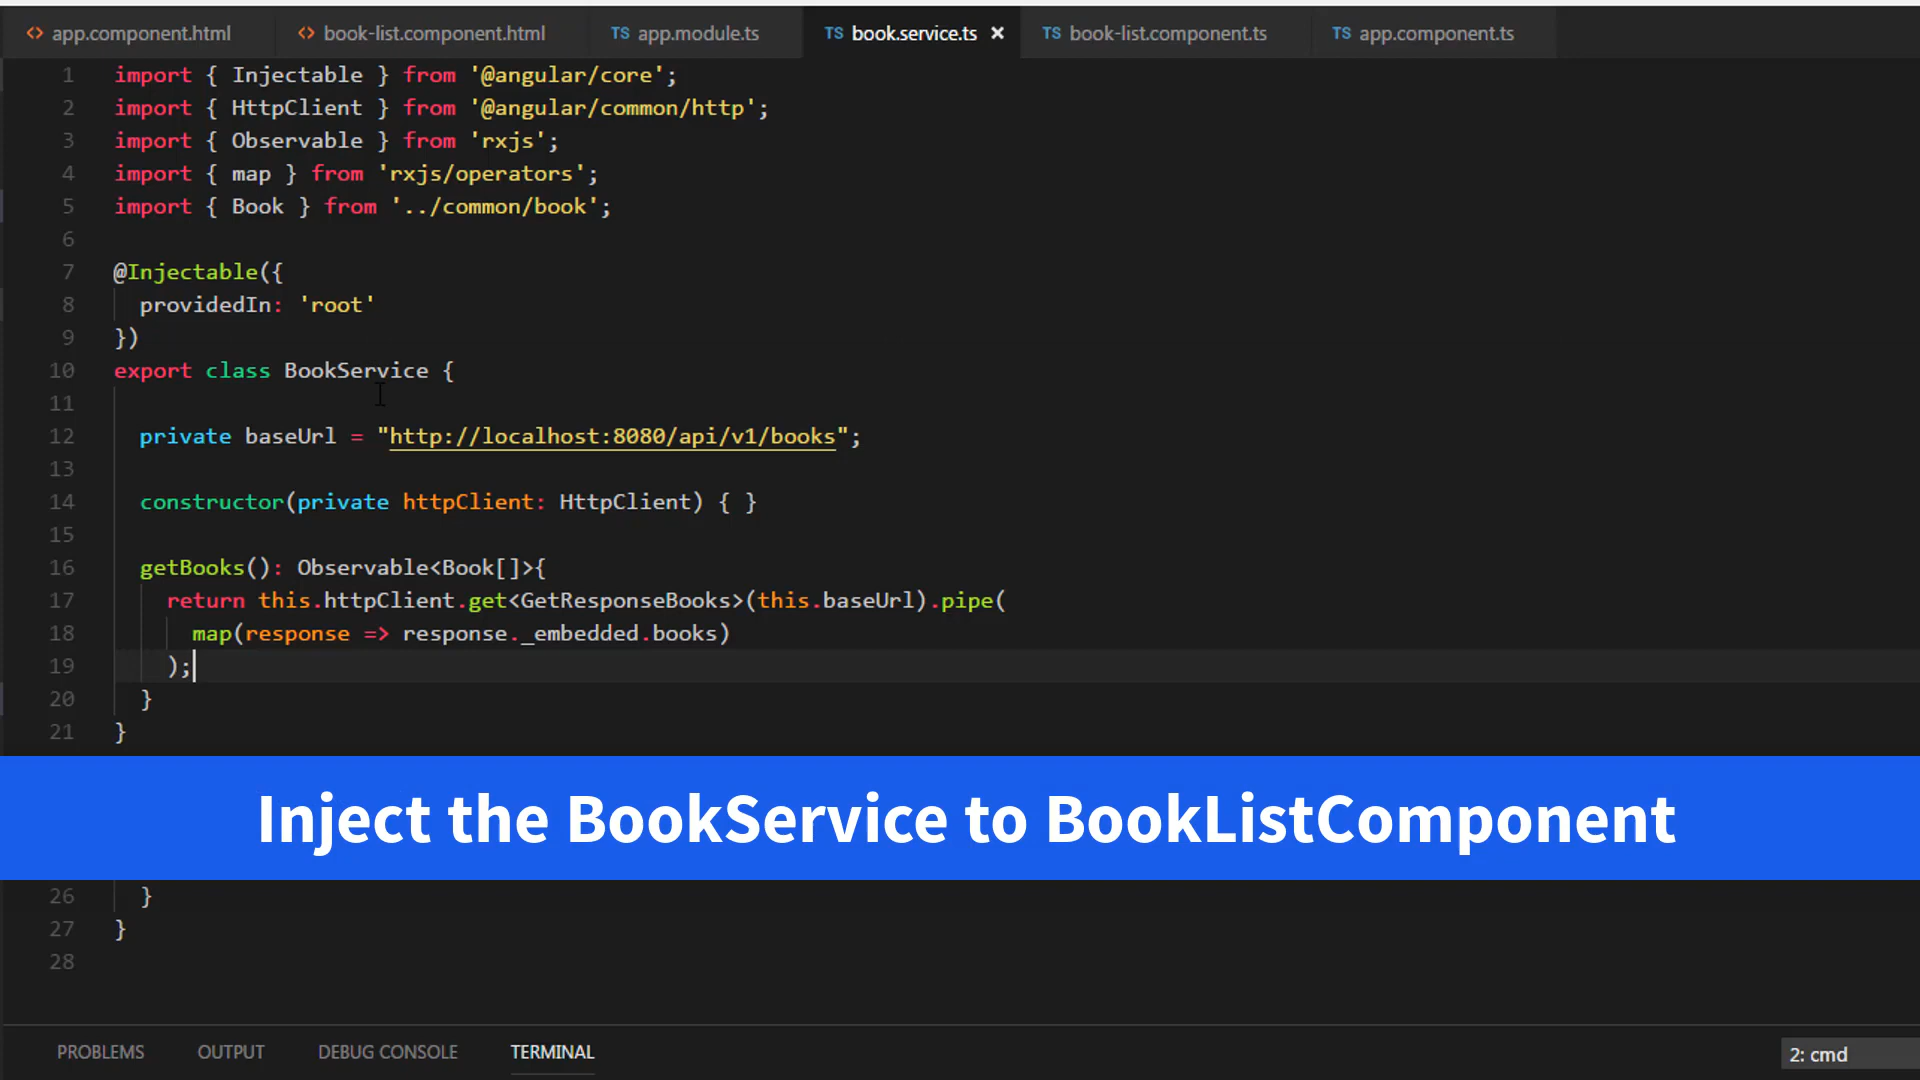 <> app.component.html <> book-list.component.html TS app.module.ts TS book.service.ts × TS book-list.component.ts TS app.component.ts
1 import { Injectable } from '@angular/core';
2 import { HttpClient } from '@angular/common/http';
3 import { Observable } from 'rxjs';
4 import { map } from 'rxjs/operators';
5 import { Book } from '../common/book';
6
7 @Injectable({
8 providedIn: 'root'
9 })
10 export class BookService {
11
12 private baseUrl = "http://localhost:8080/api/v1/books";
13
14 constructor(private httpClient: HttpClient) { }
15
16 getBooks(): Observable<Book[]>{
17 return this.httpClient.get<GetResponseBooks>(this.baseUrl).pipe(
18 map(response => response._embedded.books)
19 );
20 }
21 }
Inject the BookService to BookListComponent
26 }
27 }
28
PROBLEMS OUTPUT DEBUG CONSOLE TERMINAL 2: cmd